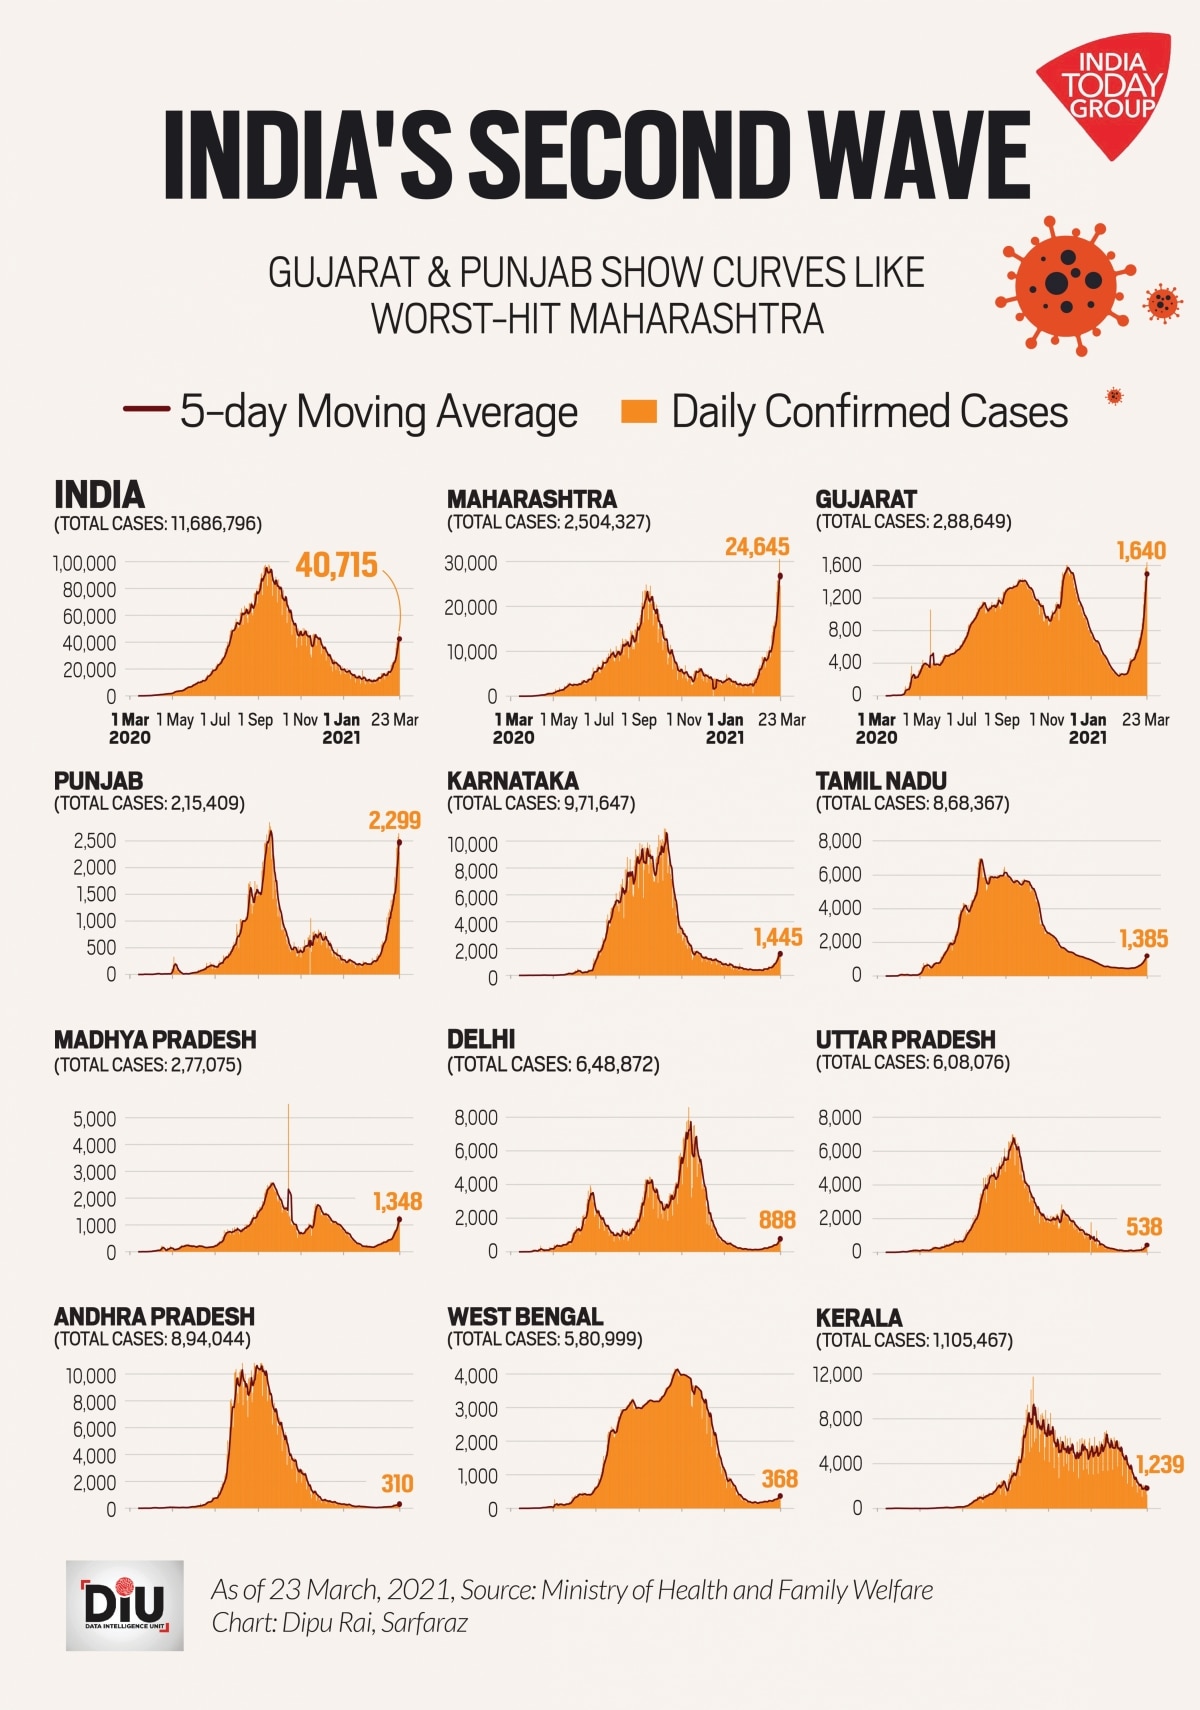 INDIA
TODAY
GROUP
INDIA'S SECOND WAVE
GUJARAT & PUNJAB SHOW CURVES LIKE
WORST-HIT MAHARASHTRA
5-day Moving Average
Daily Confirmed Cases
INDIA
(TOTAL CASES: 11,686,796)
1,00,000
80,000
60,000
40,000
20,000
0
40,715
1 Mar 1 May 1 Jul 1 Sep 1 Nov 1 Jan 23 Mar
2020 2021
MAHARASHTRA
(TOTAL CASES: 2,504,327)
30,000
20,000
10,000
0
24,645
1 Mar 1 May 1 Jul 1 Sep 1 Nov 1 Jan 23 Mar
2020 2021
GUJARAT
(TOTAL CASES: 2,88,649)
1,600
1,200
8,00
4,00
0
1,640
1 Mar 1 May 1 Jul 1 Sep 1 Nov 1 Jan 23 Mar
2020 2021
PUNJAB
(TOTAL CASES: 2,15,409)
2,500
2,000
1,500
1,000
500
0
2,299
KARNATAKA
(TOTAL CASES: 9,71,647)
10,000
8,000
6,000
4,000
2,000
0
1,445
TAMIL NADU
(TOTAL CASES: 8,68,367)
8,000
6,000
4,000
2,000
0
1,385
MADHYA PRADESH
(TOTAL CASES: 2,77,075)
5,000
4,000
3,000
2,000
1,000
0
1,348
DELHI
(TOTAL CASES: 6,48,872)
8,000
6,000
4,000
2,000
0
888
UTTAR PRADESH
(TOTAL CASES: 6,08,076)
8,000
6,000
4,000
2,000
0
538
ANDHRA PRADESH
(TOTAL CASES: 8,94,044)
10,000
8,000
6,000
4,000
2,000
0
310
WEST BENGAL
(TOTAL CASES: 5,80,999)
4,000
3,000
2,000
1,000
0
368
KERALA
(TOTAL CASES: 1,105,467)
12,000
8,000
4,000
0
1,239
DiU
DATA INTELLIGENCE UNIT
As of 23 March, 2021, Source: Ministry of Health and Family Welfare
Chart: Dipu Rai, Sarfaraz